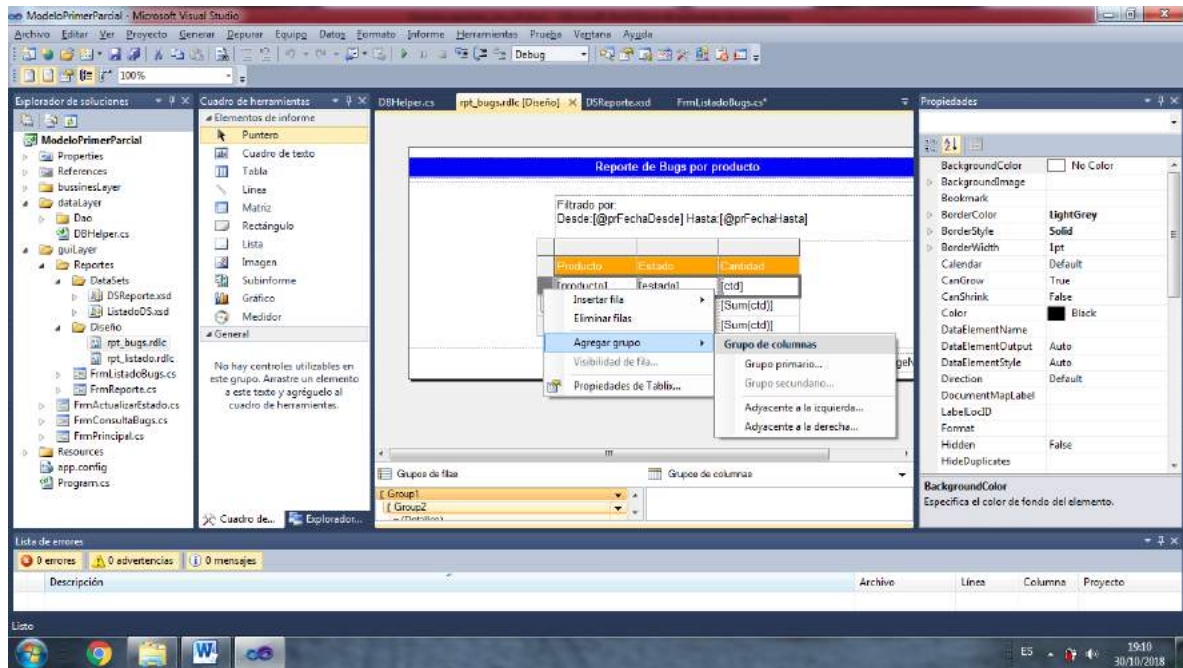 ModeloPrimerParcial - Microsoft Visual Studio
Archivo Editar Ver Proyecto Generar Depurar Equipo Datos Formato Informe Herramientas Prueba Ventana Ayuda
Debug
100%
Explorador de soluciones
ModeloPrimerParcial
Properties
References
bussinesLayer
dataLayer
Dao
DBHelper.cs
guiLayer
Reportes
DataSets
DSReporte.xsd
ListadoDS.xsd
Diseño
rpt_bugs.rdlc
rpt_listado.rdlc
FrmListadoBugs.cs
FrmReporte.cs
FrmActualizarEstado.cs
FrmConsultaBugs.cs
FrmPrincipal.cs
Resources
app.config
Program.cs
Cuadro de herramientas
Elementos de informe
Puntero
Cuadro de texto
Tabla
Línea
Matriz
Rectángulo
Lista
Imagen
Subinforme
Gráfico
Medidor
General
No hay controles utilizables en
este grupo. Arrastre un elemento
a este texto y agréguelo al
cuadro de herramientas.
Cuadro de... Explorador...
DBHelper.cs rpt_bugs.rdlc [Diseño] DSReporte.xsd FrmListadoBugs.cs*
Reporte de Bugs por producto
Filtrado por:
Desde:[@prFechaDesde] Hasta:[@prFechaHasta]
Producto Estado Cantidad
[producto] [estado] [ctd]
[Sum(ctd)]
[Sum(ctd)]
Insertar fila
Eliminar filas
Agregar grupo
Visibilidad de fila...
Propiedades de Tablix...
Grupo de columnas
Grupo primario...
Grupo secundario...
Adyacente a la izquierda...
Adyacente a la derecha...
Grupos de filas Grupos de columnas
[ Group1
[ Group2
(Detalles)
Propiedades
BackgroundColor No Color
BackgroundImage
Bookmark
BorderColor LightGrey
BorderStyle Solid
BorderWidth 1pt
Calendar Default
CanGrow True
CanShrink False
Color Black
DataElementName
DataElementOutput Auto
DataElementStyle Auto
Direction Default
DocumentMapLabel
LabelLocID
Format
Hidden False
HideDuplicates
BackgroundColor
Especifica el color de fondo del elemento.
Lista de errores
0 errores 0 advertencias 0 mensajes
Descripción Archivo Línea Columna Proyecto
Listo
ES 19:10
30/10/2018